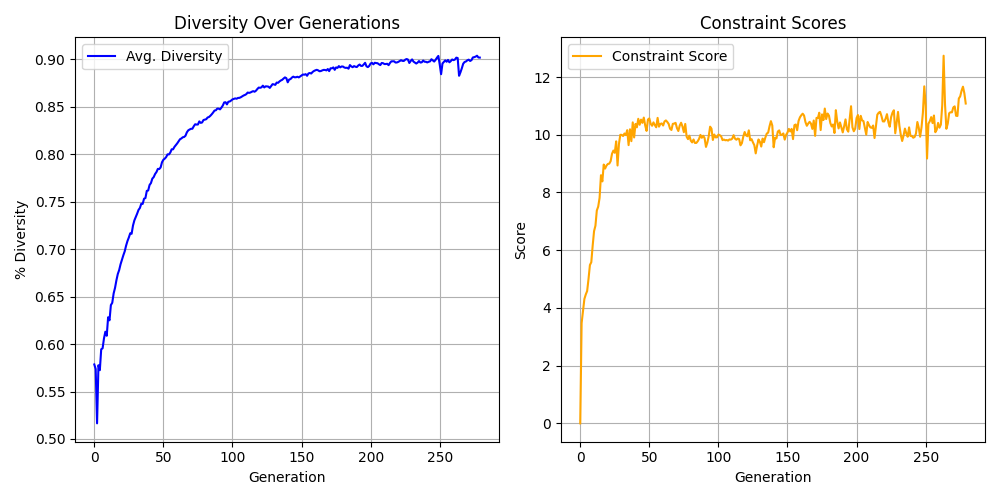 Diversity Over Generations
Avg. Diversity
% Diversity
0.90
0.85
0.80
0.75
0.70
0.65
0.60
0.55
0.50
0 50 100 150 200 250
Generation
Constraint Scores
Constraint Score
Score
12
10
8
6
4
2
0
0 50 100 150 200 250
Generation